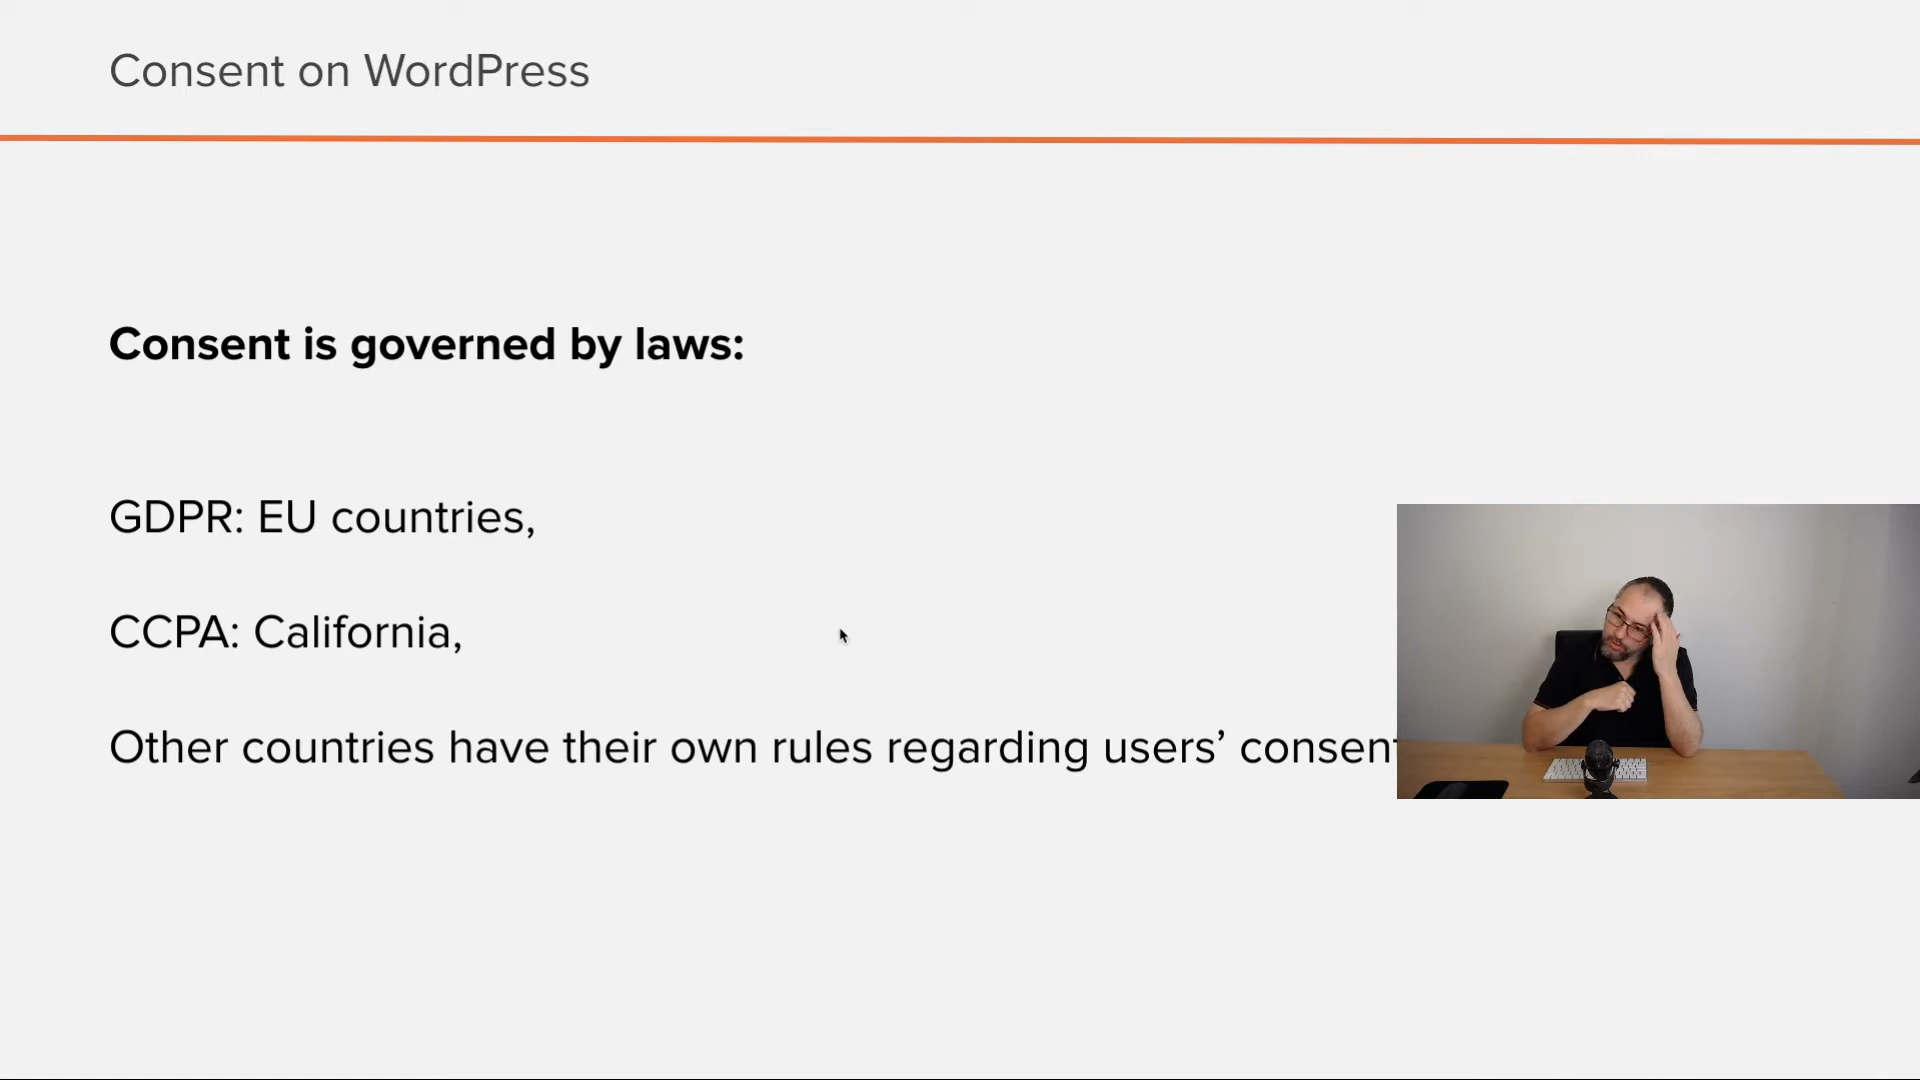 Consent on WordPress
Consent is governed by laws:
GDPR: EU countries,
CCPA: California,
Other countries have their own rules regarding users’ consent